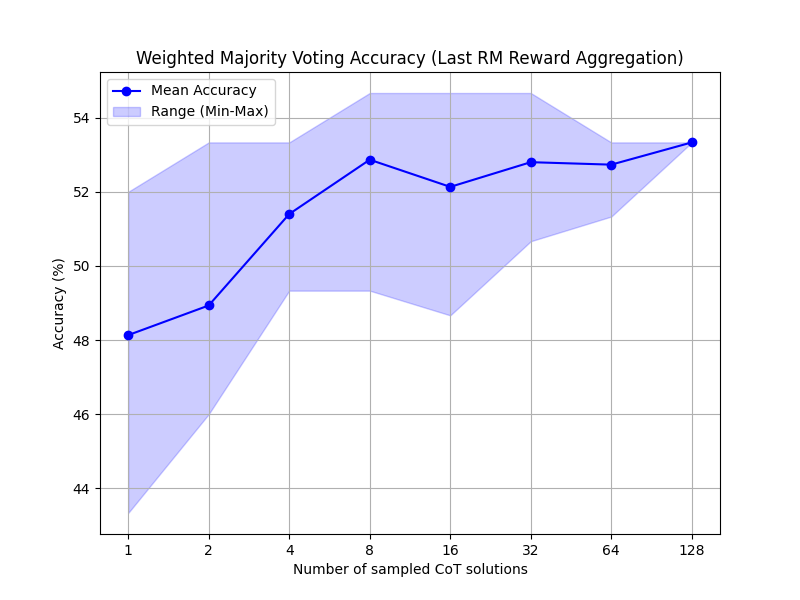 Weighted Majority Voting Accuracy (Last RM Reward Aggregation)
Mean Accuracy
Range (Min-Max)
54
52
50
48
46
44
Accuracy (%)
1 2 4 8 16 32 64 128
Number of sampled CoT solutions